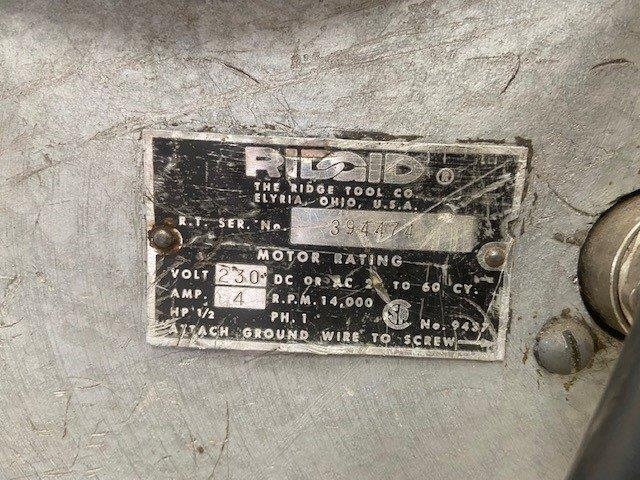 RIDGID ®
THE RIDGE TOOL CO
ELYRIA, OHIO, U.S.A.
R.T. SER. No. 394474
MOTOR RATING
VOLT 230 DC OR AC TO 60 CY.
AMP. 4 R.P.M. 14,000
HP 1/2 PH. 1 No.
ATTACH GROUND WIRE TO SCREW